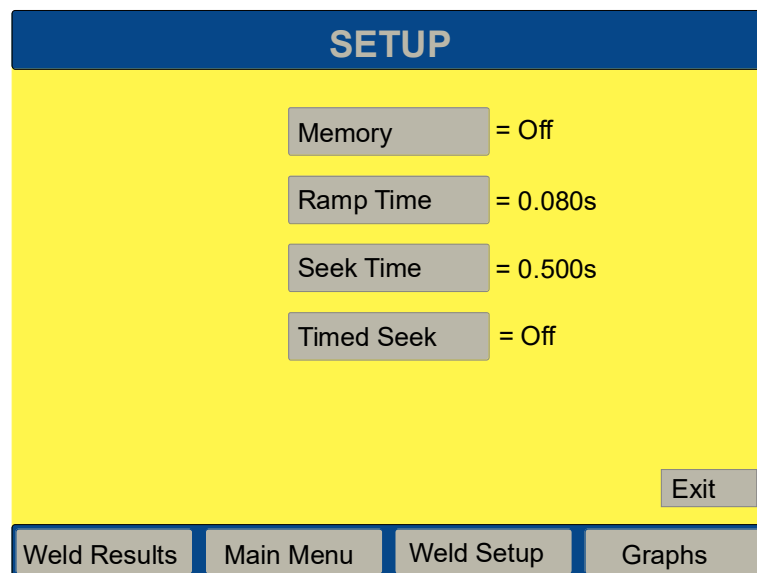 SETUP
Memory = Off
Ramp Time = 0.080s
Seek Time = 0.500s
Timed Seek = Off
Exit
Weld Results Main Menu Weld Setup Graphs